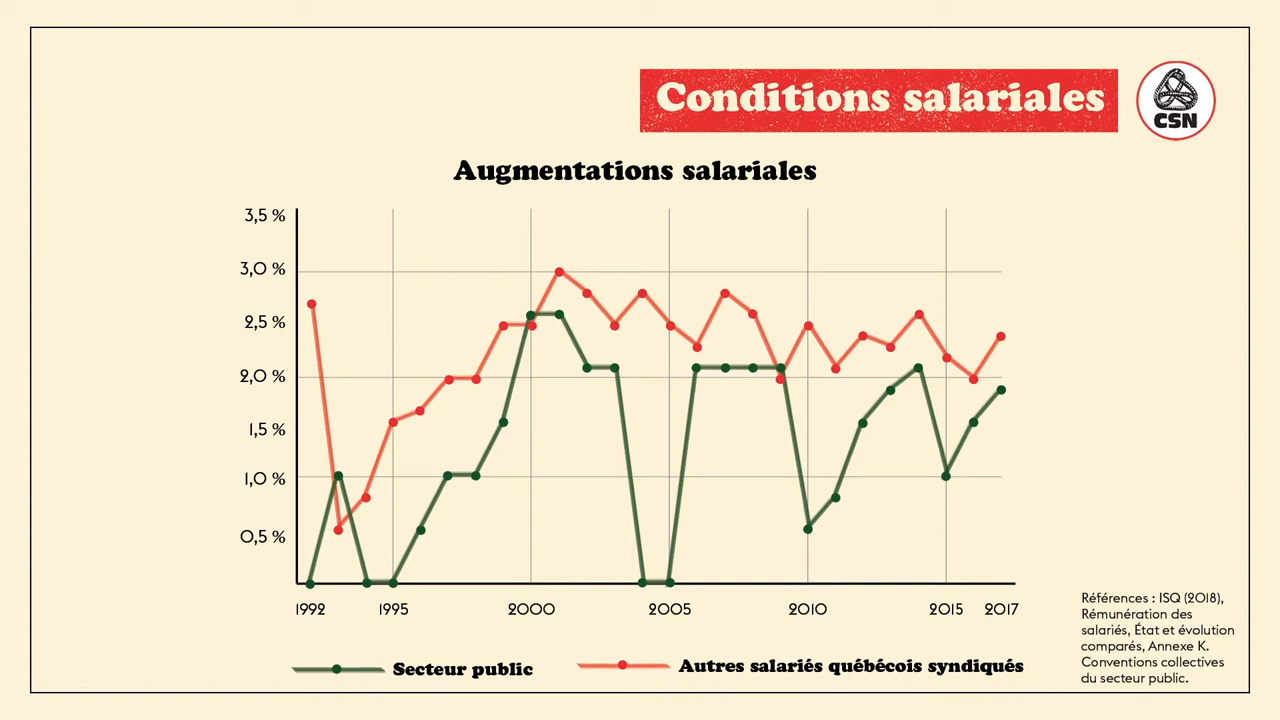 Conditions salariales
CSN
Augmentations salariales
3,5 %
3,0 %
2,5 %
2,0 %
1,5 %
1,0 %
0,5 %
1992 1995 2000 2005 2010 2015 2017
Secteur public
Autres salariés québécois syndiqués
Références : ISQ (2018),
Rémunération des
salariés, État et évolution
comparés, Annexe K.
Conventions collectives
du secteur public.